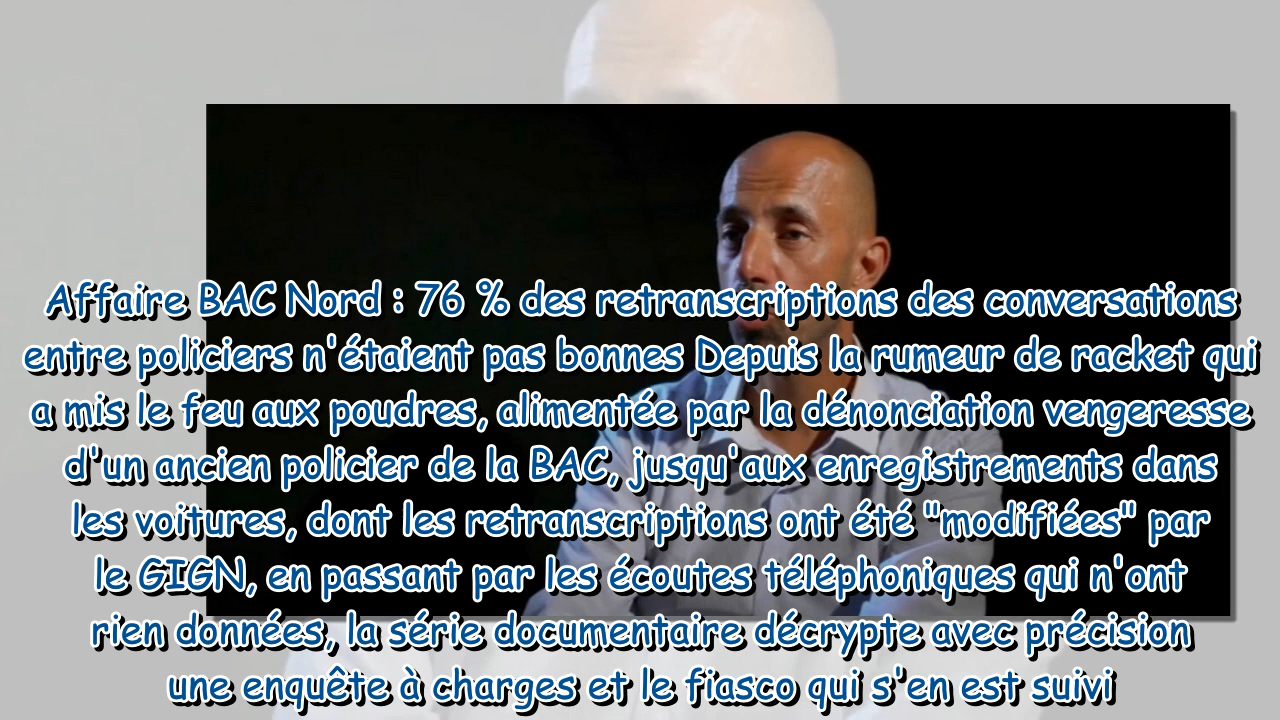 Affaire BAC Nord : 76 % des retranscriptions des conversations
entre policiers n'étaient pas bonnes Depuis la rumeur de racket qui
a mis le feu aux poudres, alimentée par la dénonciation vengeresse
d'un ancien policier de la BAC, jusqu'aux enregistrements dans
les voitures, dont les retranscriptions ont été "modifiées" par
le GIGN, en passant par les écoutes téléphoniques qui n'ont
rien données, la série documentaire décrypte avec précision
une enquête à charges et le fiasco qui s'en est suivi